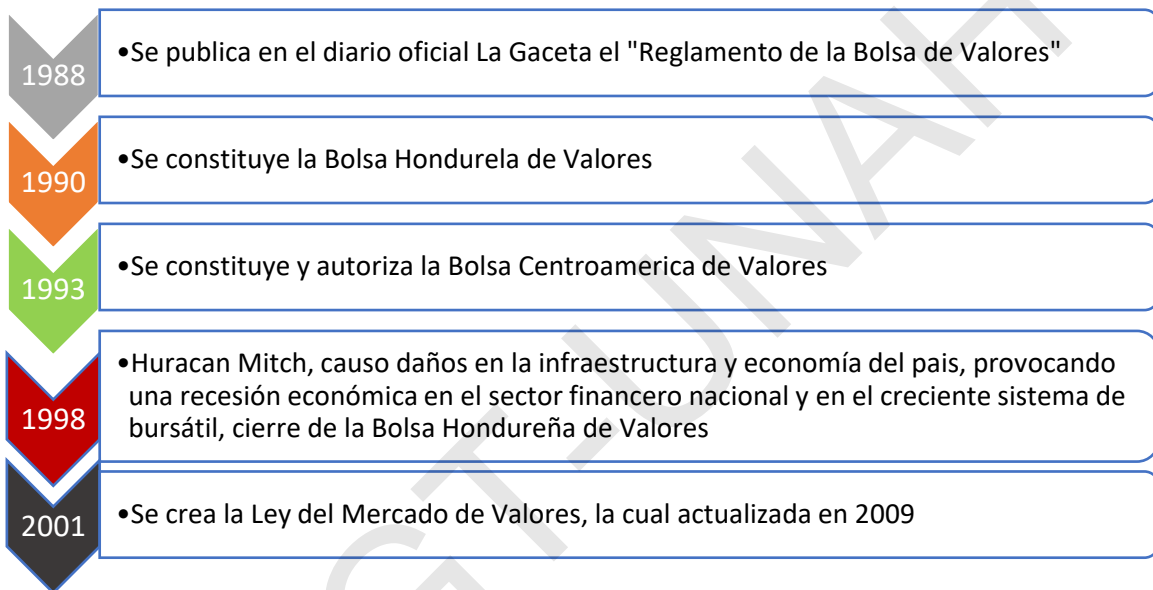 1988
•Se publica en el diario oficial La Gaceta el "Reglamento de la Bolsa de Valores"
1990
•Se constituye la Bolsa Hondurela de Valores
1993
•Se constituye y autoriza la Bolsa Centroamerica de Valores
1998
•Huracan Mitch, causo daños en la infraestructura y economía del pais, provocando
una recesión económica en el sector financero nacional y en el creciente sistema de
bursátil, cierre de la Bolsa Hondureña de Valores
2001
•Se crea la Ley del Mercado de Valores, la cual actualizada en 2009
GT-UNAH